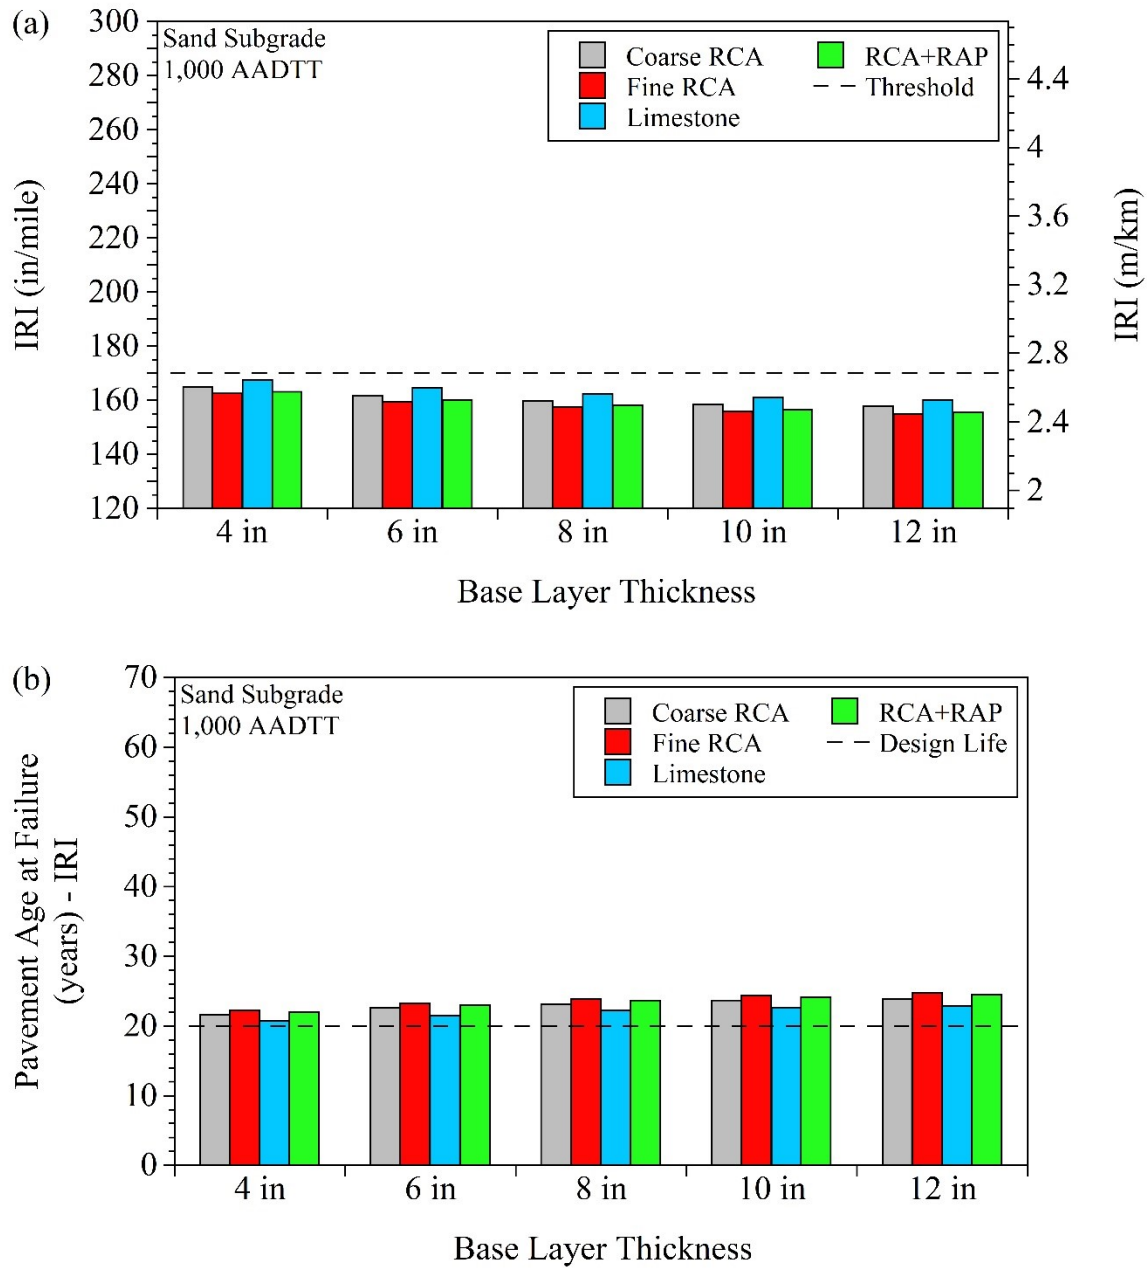 (a)
Sand Subgrade
1,000 AADTT
Coarse RCA
Fine RCA
Limestone
RCA+RAP
Threshold
IRI (in/mile)
300
280
260
240
220
200
180
160
140
120
4.4
4
3.6
3.2
2.8
2.4
2
IRI (m/km)
4 in 6 in 8 in 10 in 12 in
Base Layer Thickness
(b)
Sand Subgrade
1,000 AADTT
Coarse RCA
Fine RCA
Limestone
RCA+RAP
Design Life
Pavement Age at Failure
(years) - IRI
70
60
50
40
30
20
10
0
4 in 6 in 8 in 10 in 12 in
Base Layer Thickness